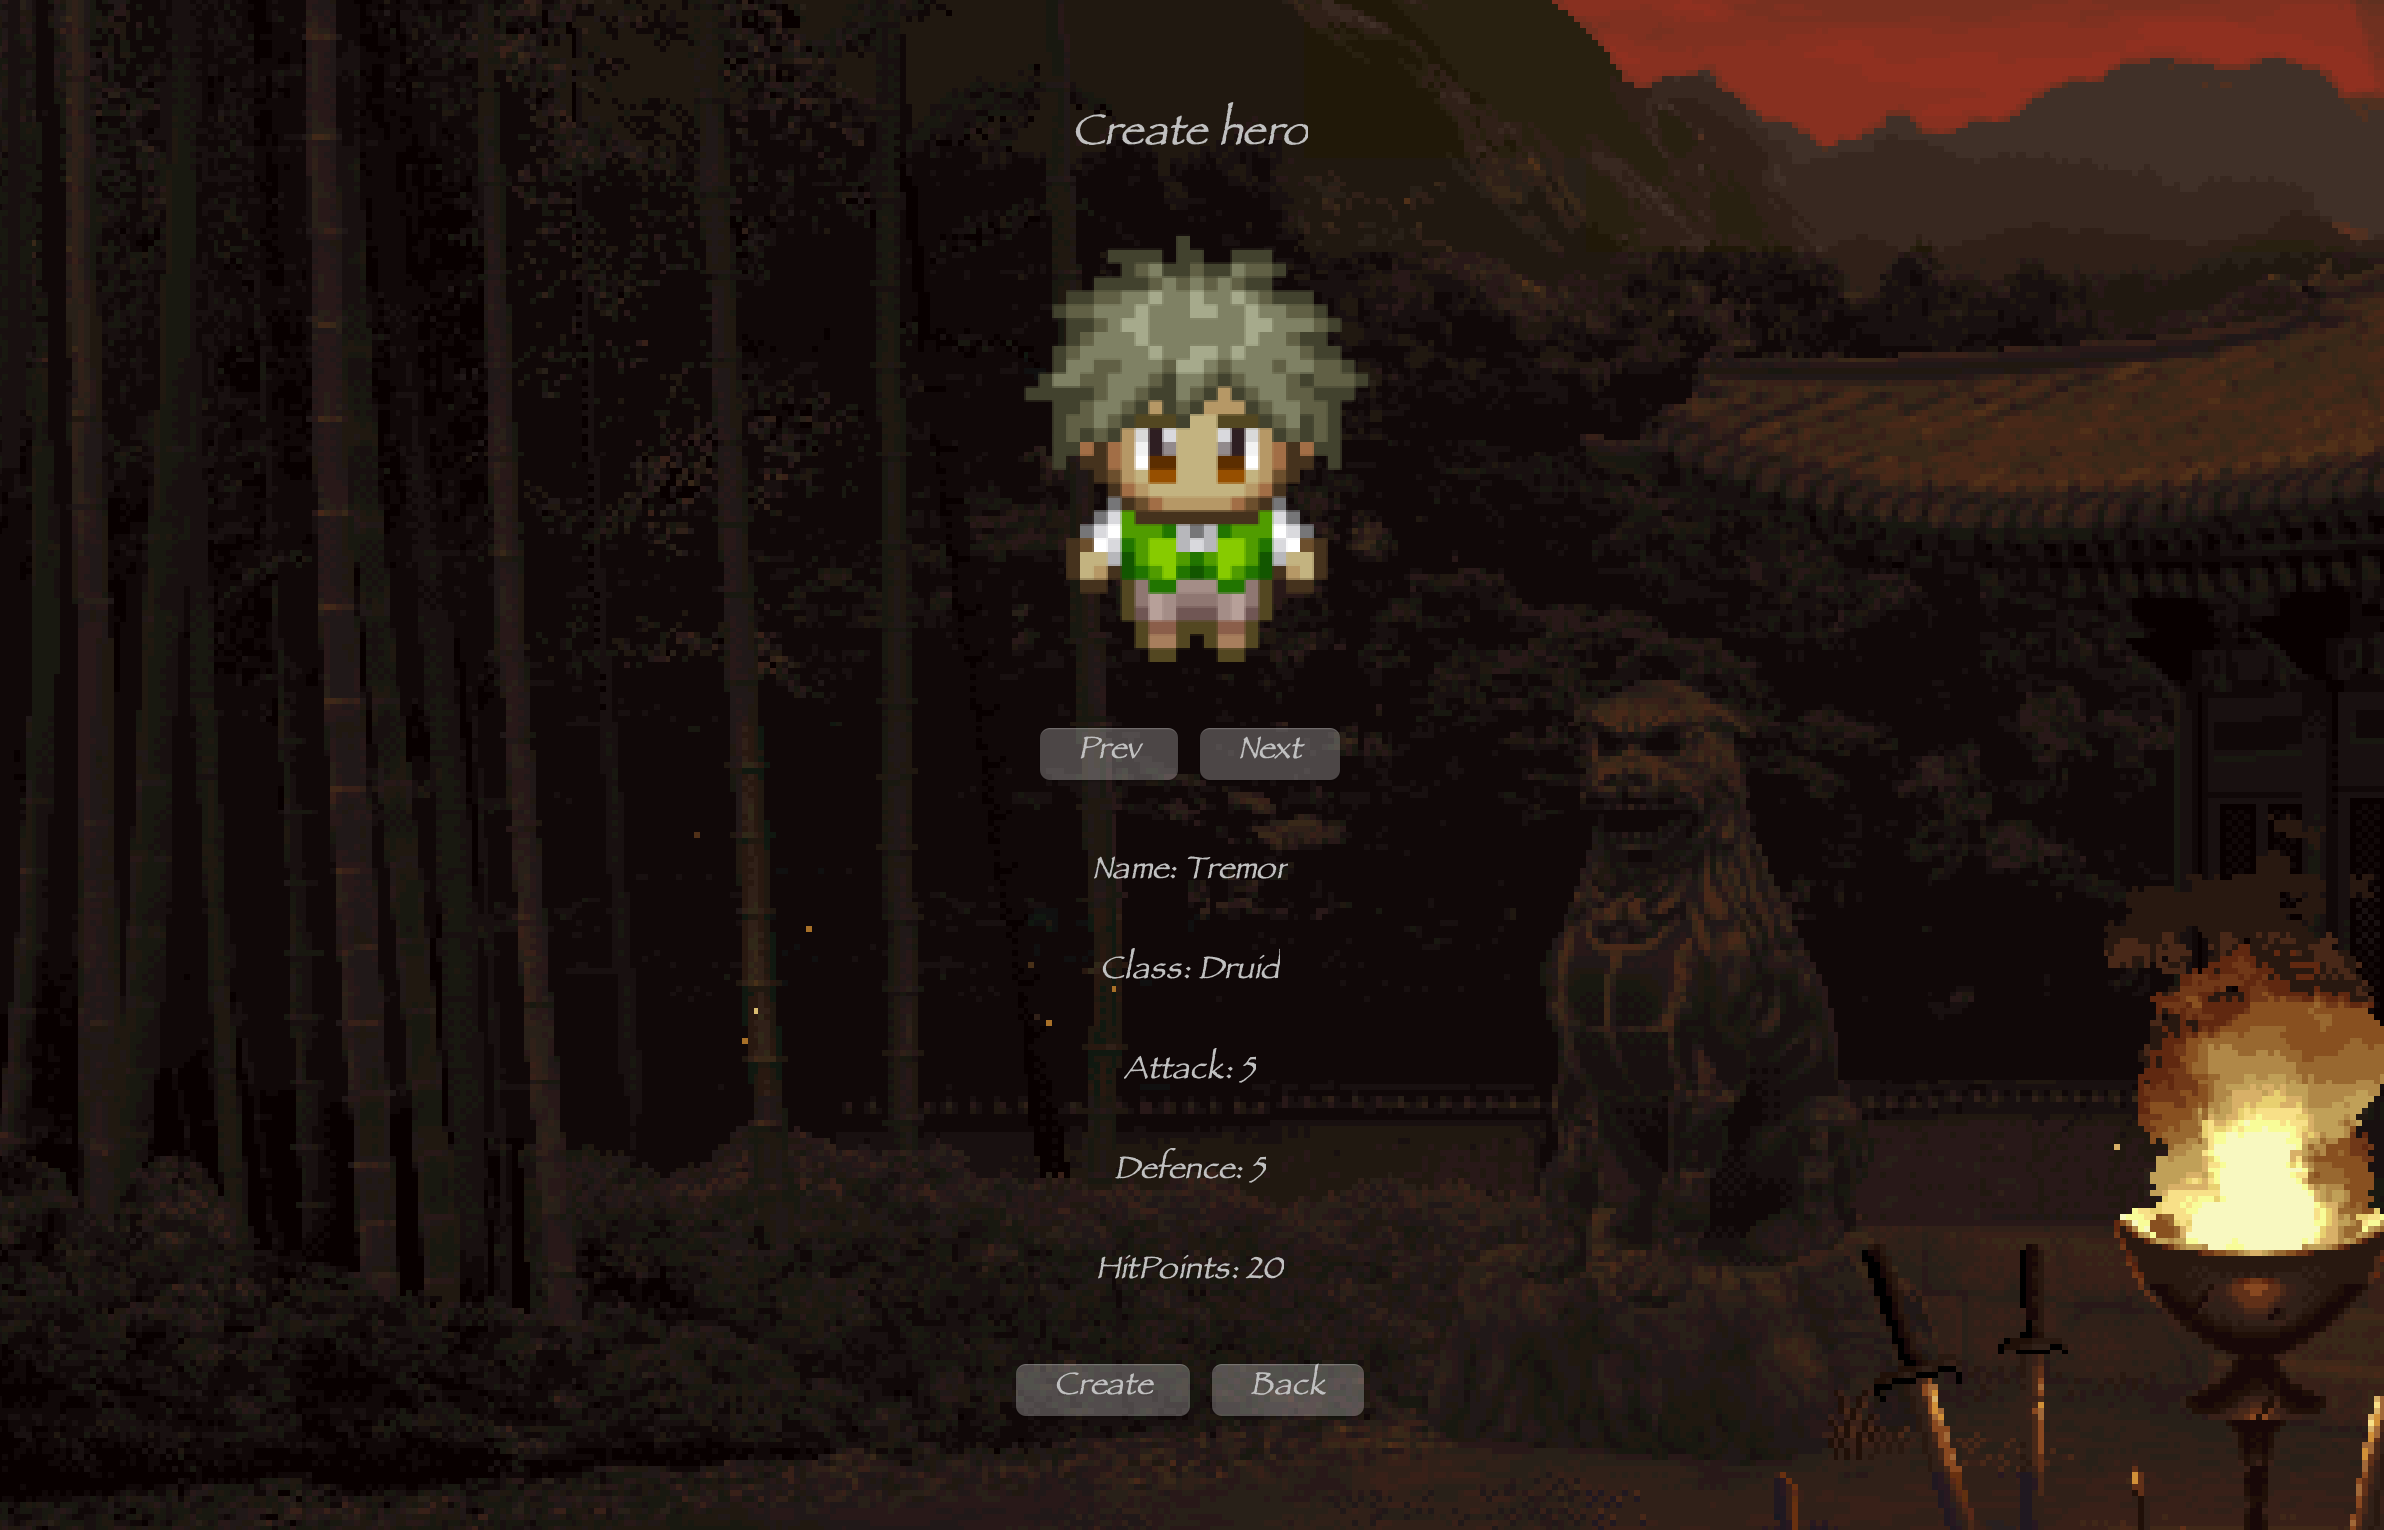 Create hero
Prev Next
Name: Tremor
Class: Druid
Attack: 5
Defence: 5
HitPoints: 20
Create Back